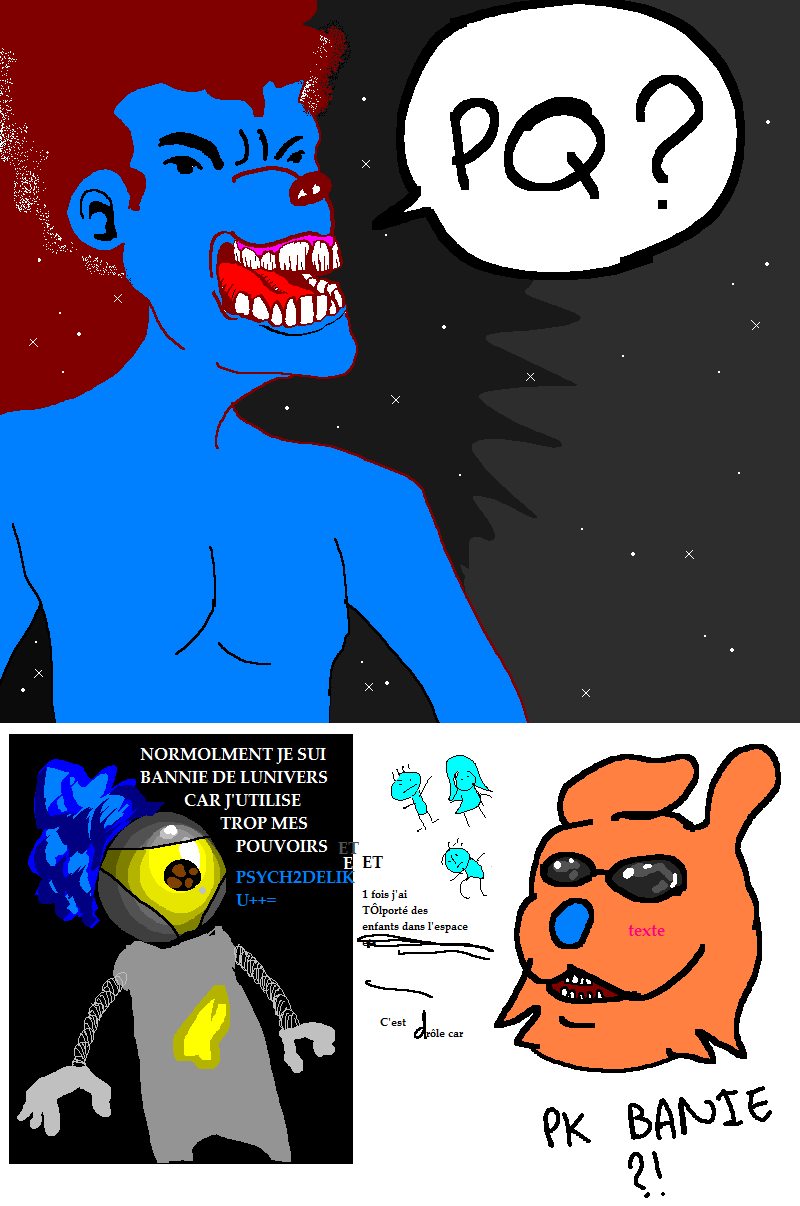 PQ?
NORMOLMENT JE SUI
BANNIE DE LUNIVERS
CAR J'UTILISE
TROP MES
POUVOIRS ET
E ET
PSYCH2DELIK
U++=
1 fois j'ai
TÔlporté des
enfants dans l'espace
C'est drôle car
texte
PK BANIE
?!